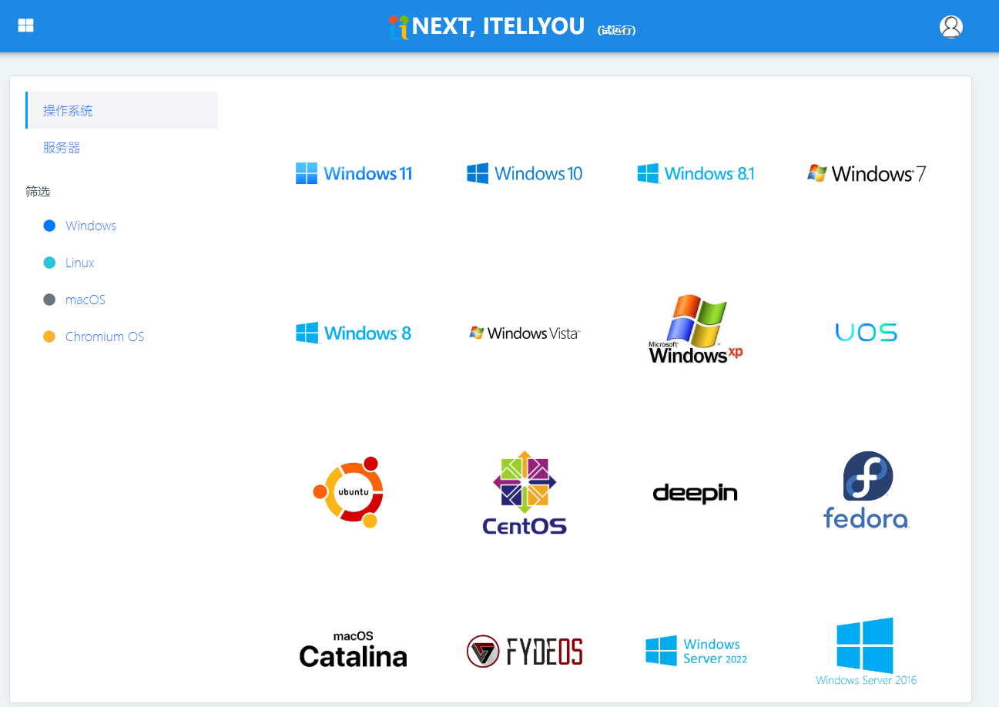 NEXT, ITELLYOU (试运行)
操作系统
服务器
筛选
Windows
Linux
macOS
Chromium OS
Windows 11
Windows 10
Windows 8.1
Windows 7
Windows 8
Windows Vista
Microsoft
Windows xp
UOS
ubuntu
CentOS
deepin
fedora
macOS
Catalina
FYDEOS
Windows
Server 2022
Windows Server 2016